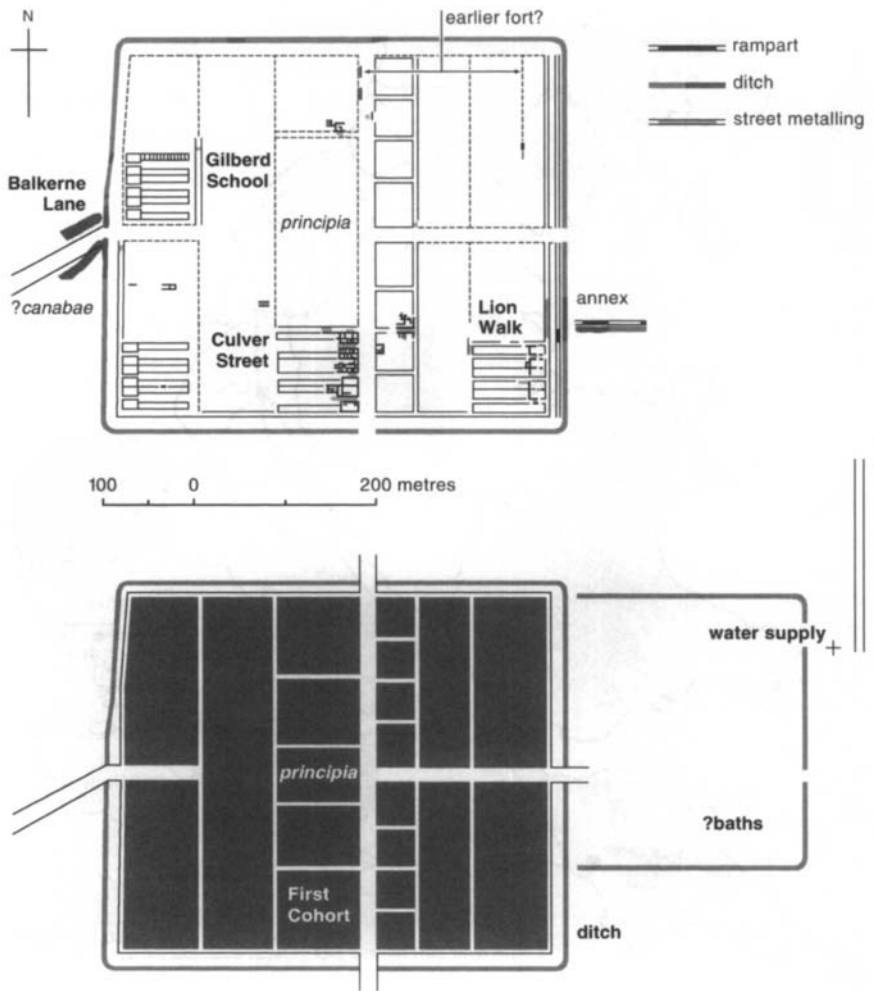 N
earlier fort?
rampart
ditch
street metalling
Gilberd
School
Balkerne
Lane
principia
?canabae
Culver
Street
Lion
Walk
annex
100 0 200 metres
water supply
principia
?baths
First
Cohort
ditch